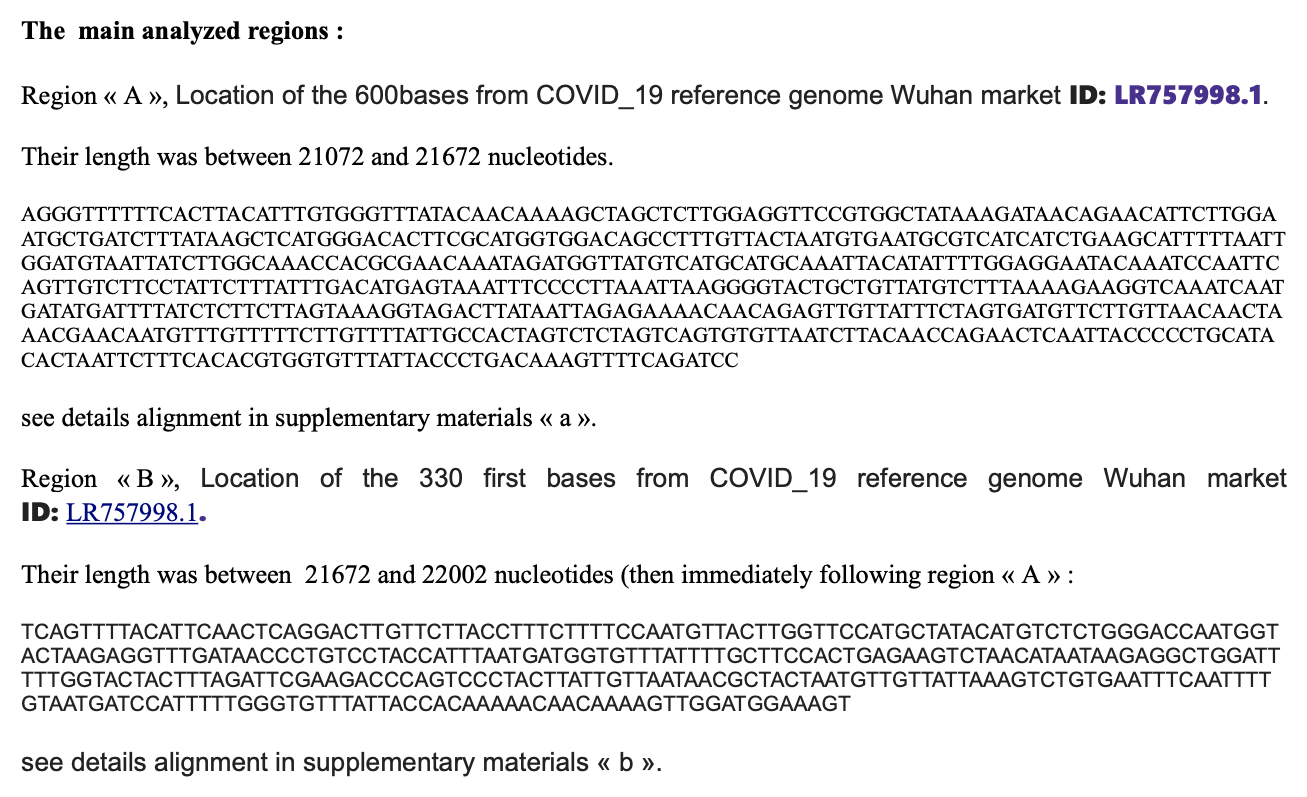 The main analyzed regions :
Region « A », Location of the 600bases from COVID_19 reference genome Wuhan market ID: LR757998.1.
Their length was between 21072 and 21672 nucleotides.
AGGGTTTTTTCACTTACATTTGTGGGTTTATACAACAAAAGCTAGCTCTTGGAGGTTCCGTGGCTATAAAGATAACAGAACATTCTTGGA
ATGCTGATCTTTATAAGCTCATGGGACACTTCGCATGGTGGACAGCCTTTGTTACTAATGTGAATGCGTCATCATCTGAAGCATTTTTAATT
GGATGTAATTATCTTGGCAAACCACGCGAACAAATAGATGGTTATGTCATGCATGCAAATTACATATTTTGGAGGAATACAAATCCAATTC
AGTTGTCTTCCTATTCTTTATTTGACATGAGTAAATTTCCCCTTAAATTAAGGGGTACTGCTGTTATGTCTTTAAAAGAAGGTCAAATCAAT
GATATGATTTTATCTCTTCTTAGTAAAGGTAGACTTATAATTAGAGAAAACAACAGAGTTGTTATTTCTAGTGATGTTCTTGTTAACAACTA
AACGAACAATGTTTGTTTTTCTTGTTTTATTGCCACTAGTCTCTAGTCAGTGTGTTAATCTTACAACCAGAACTCAATTACCCCCTGCATA
CACTAATTCTTTCACACGTGGTGTTTATTACCCTGACAAAGTTTTCAGATCC
see details alignment in supplementary materials « a ».
Region « B », Location of the 330 first bases from COVID_19 reference genome Wuhan market
ID: LR757998.1.
Their length was between 21672 and 22002 nucleotides (then immediately following region « A » :
TCAGTTTTACATTCAACTCAGGACTTGTTCTTACCTTTCTTTTCCAATGTTACTTGGTTCCATGCTATACATGTCTCTGGGACCAATGGT
ACTAAGAGGTTTGATAACCCTGTCCTACCATTTAATGATGGTGTTTATTTTGCTTCCACTGAGAAGTCTAACATAATAAGAGGCTGGATT
TTTGGTACTACTTTAGATTCGAAGACCCAGTCCCTACTTATTGTTAATAACGCTACTAATGTTGTTATTAAAGTCTGTGAATTTCAATTTT
GTAATGATCCATTTTTGGGTGTTTATTACCACAAAAACAACAAAAGTTGGATGGAAAGT
see details alignment in supplementary materials « b ».